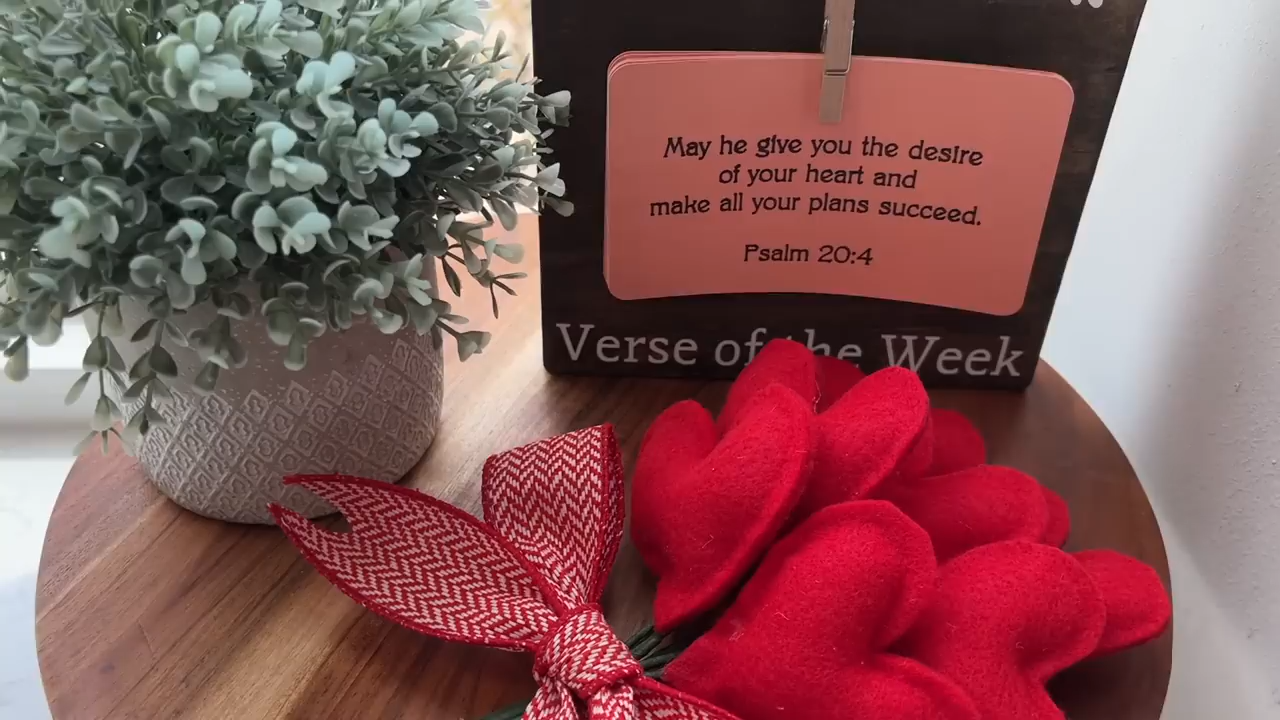 May he give you the desire
of your heart and
make all your plans succeed.
Psalm 20:4
Verse of the Week